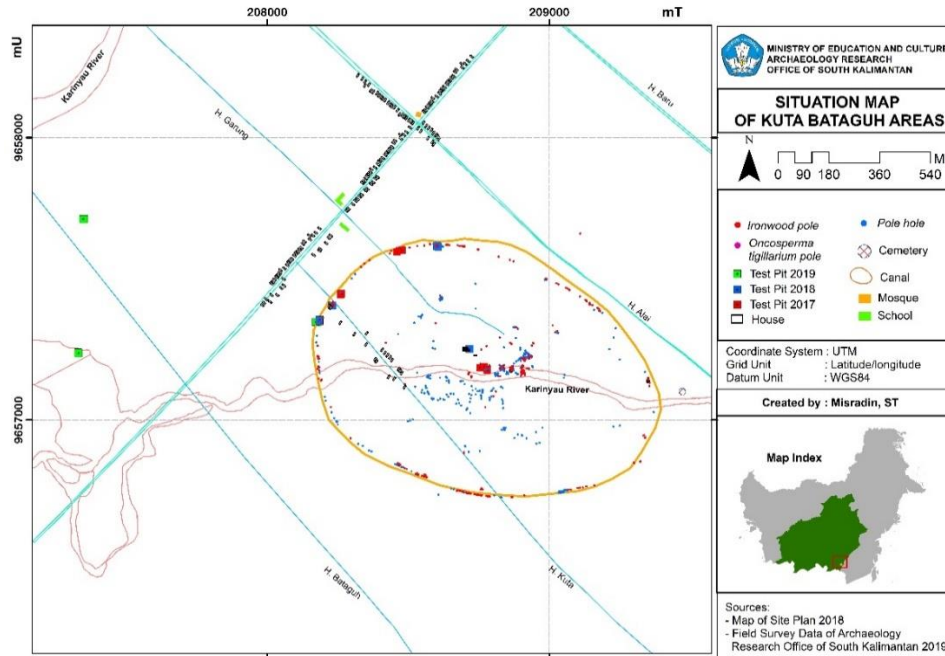 208000
209000
mT
mU
9658000
9657000
Karinyau River
H. Garung
H. Baru
H. Alai
Karinyau River
H. Bataguh
H. Kuta
MINISTRY OF EDUCATION AND CULTURE
ARCHAEOLOGY RESEARCH
OFFICE OF SOUTH KALIMANTAN
SITUATION MAP
OF KUTA BATAGUH AREAS
N
M
0 90 180 360 540
Ironwood pole
Oncosperma
tigillarium pole
Test Pit 2019
Test Pit 2018
Test Pit 2017
House
Pole hole
Cemetery
Canal
Mosque
School
Coordinate System : UTM
Grid Unit : Latitude/longitude
Datum Unit : WGS84
Created by : Misradin, ST
Map Index
Sources:
- Map of Site Plan 2018
- Field Survey Data of Archaeology
Research Office of South Kalimantan 2019